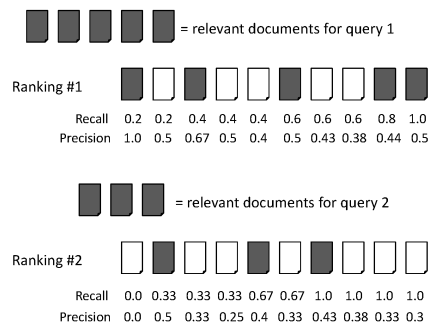 = relevant documents for query 1
Ranking #1
Recall 0.2 0.2 0.4 0.4 0.4 0.6 0.6 0.6 0.8 1.0
Precision 1.0 0.5 0.67 0.5 0.4 0.5 0.43 0.38 0.44 0.5
= relevant documents for query 2
Ranking #2
Recall 0.0 0.33 0.33 0.33 0.67 0.67 1.0 1.0 1.0 1.0
Precision 0.0 0.5 0.33 0.25 0.4 0.33 0.43 0.38 0.33 0.3